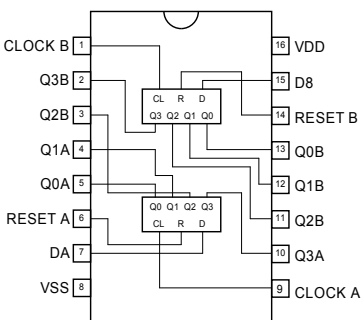 CLOCK B 1
16 VDD
Q3B 2
15 D8
Q2B 3
14 RESET B
CL R D
Q3 Q2 Q1 Q0
Q1A 4
13 Q0B
Q0A 5
12 Q1B
RESET A 6
11 Q2B
Q0 Q1 Q2 Q3
CL R D
DA 7
10 Q3A
VSS 8
9 CLOCK A